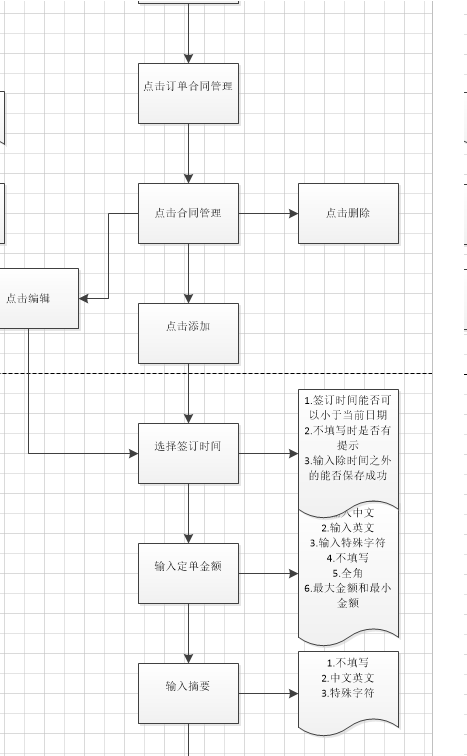 点击订单合同管理
点击合同管理
点击删除
点击编辑
点击添加
选择签订时间
1.签订时间能否可
以小于当前日期
2.不填写时是否有
提示
3.输入除时间之外
的能否保存成功
输入定单金额
入中文
2.输入英文
3.输入特殊字符
4.不填写
5.全角
6.最大金额和最小
金额
输入摘要
1.不填写
2.中文英文
3.特殊字符